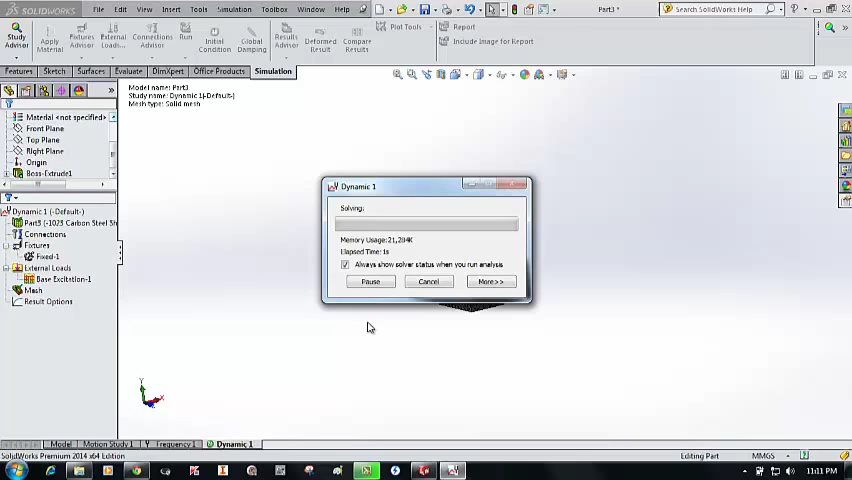 SOLIDWORKS File Edit View Insert Tools Simulation Toolbox Window Help Part3 * Search SolidWorks Help
Study Advisor Apply Material Fixtures Advisor External Loads... Connections Advisor Run Initial Condition Global Damping Results Advisor Deformed Result Compare Results Plot Tools Report
Include Image for Report
Features Sketch Surfaces Evaluate DimXpert Office Products Simulation
Model name: Part3
Study name: Dynamic 1(-Default-)
Mesh type: Solid mesh
Material <not specified>
Front Plane
Top Plane
Right Plane
Origin
Boss-Extrude1
Dynamic 1 (-Default-)
Part3 (-1023 Carbon Steel Sh
Connections
Fixtures
Fixed-1
External Loads
Base Excitation-1
Mesh
Result Options
Dynamic 1
Solving:
Memory Usage:21,284K
Elapsed Time:1s
Always show solver status when you run analysis
Pause Cancel More>>
Y
X
Model Motion Study 1 Frequency 1 Dynamic 1
SolidWorks Premium 2014 x64 Edition Editing Part MMGS
11:11 PM